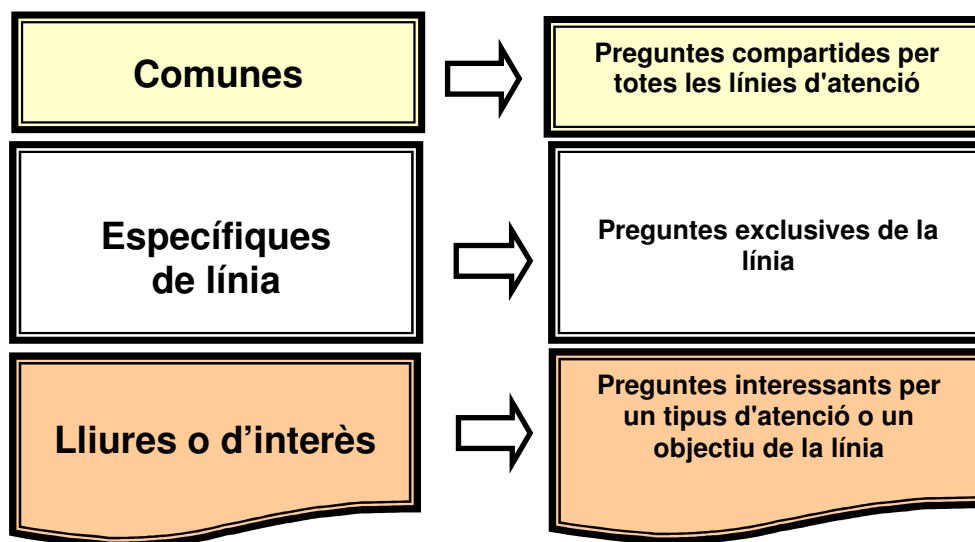 Comunes
Preguntes compartides per
totes les línies d'atenció
Específiques
de línia
Preguntes exclusives de la
línia
Lliures o d’interès
Preguntes interessants per
un tipus d'atenció o un
objectiu de la línia